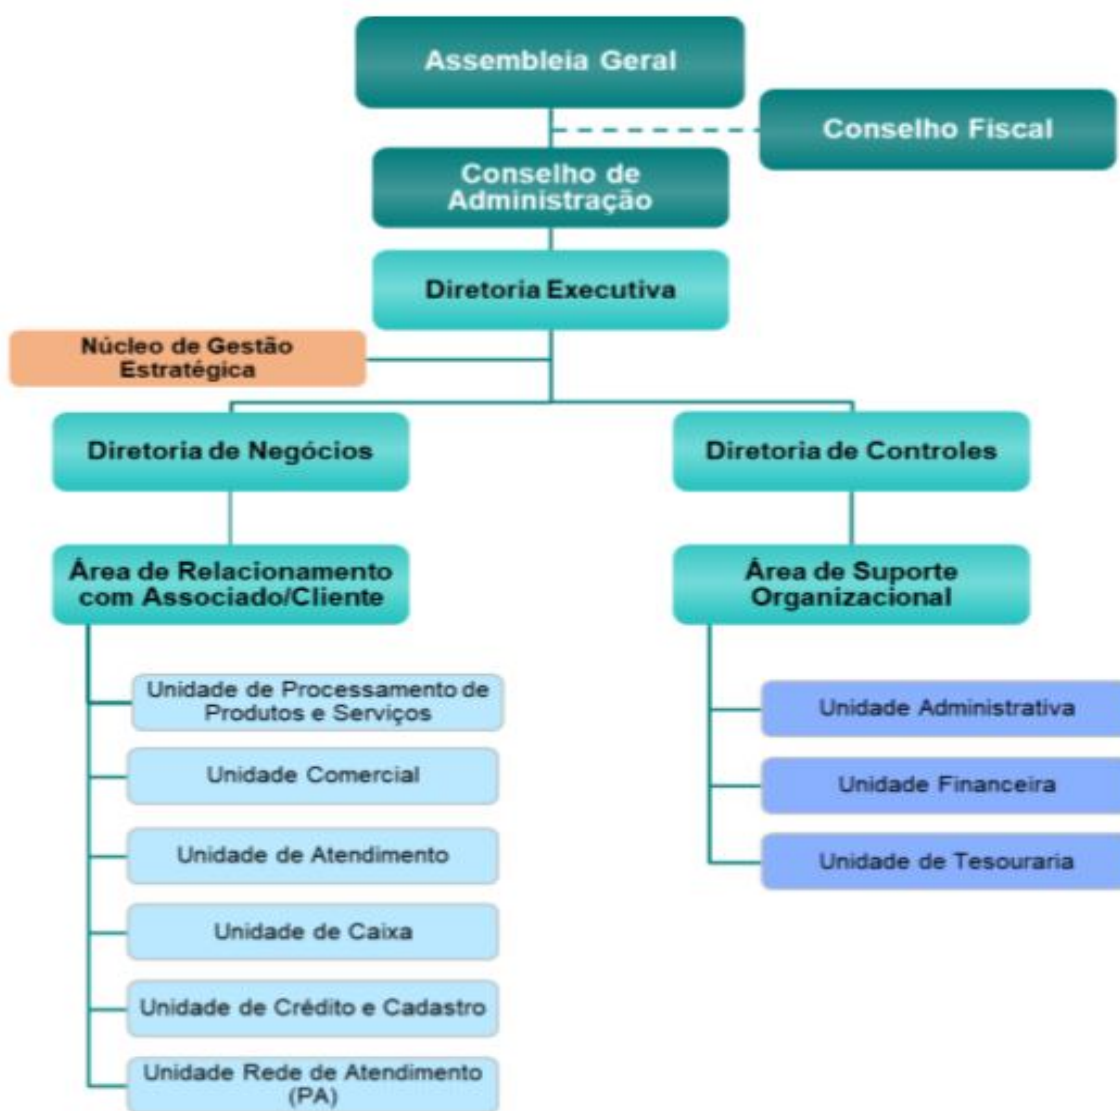 Assembleia Geral
Conselho Fiscal
Conselho de
Administração
Diretoria Executiva
Núcleo de Gestão
Estratégica
Diretoria de Negócios
Diretoria de Controles
Área de Relacionamento
com Associado/Cliente
Área de Suporte
Organizacional
Unidade de Processamento de
Produtos e Serviços
Unidade Comercial
Unidade de Atendimento
Unidade de Caixa
Unidade de Crédito e Cadastro
Unidade Rede de Atendimento
(PA)
Unidade Administrativa
Unidade Financeira
Unidade de Tesouraria